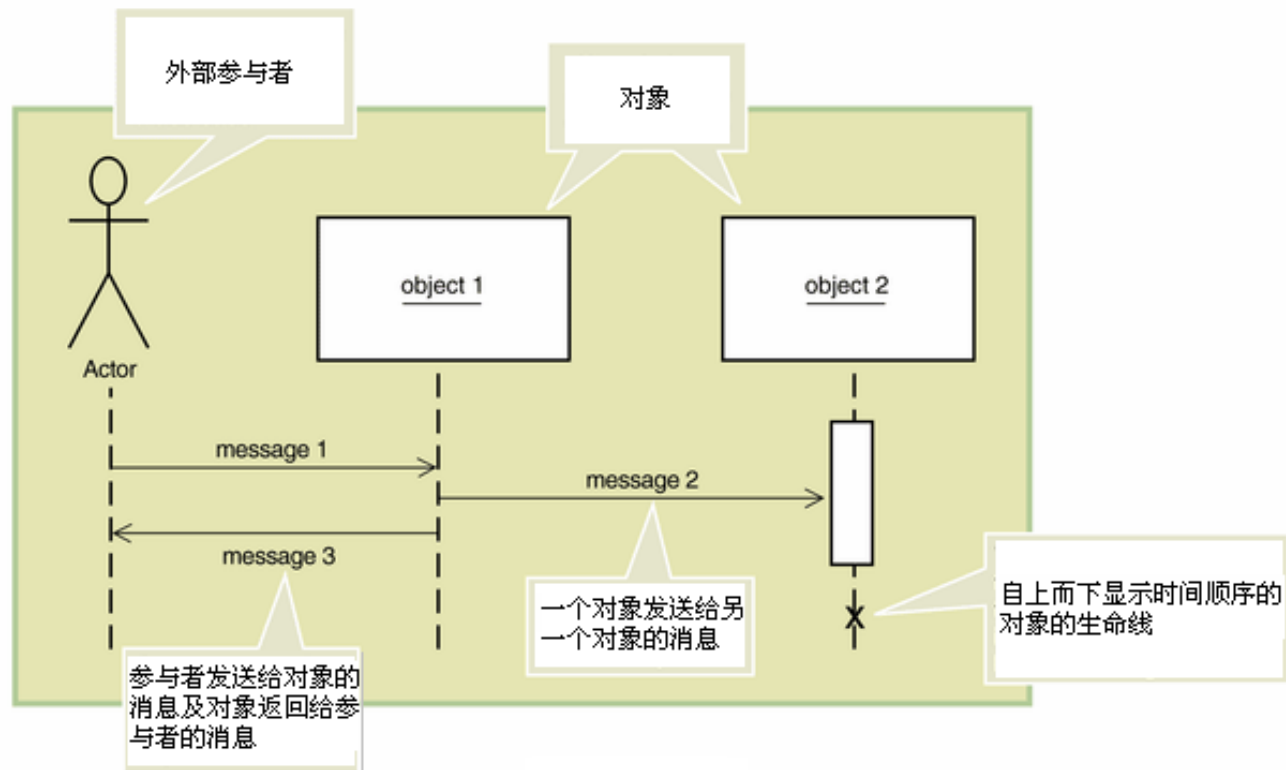 外部参与者
对象
object 1
object 2
Actor
message 1
message 2
message 3
一个对象发送给另
一个对象的消息
自上而下显示时间顺序的
对象的生命线
X
参与者发送给对象的
消息及对象返回给参
与者的消息